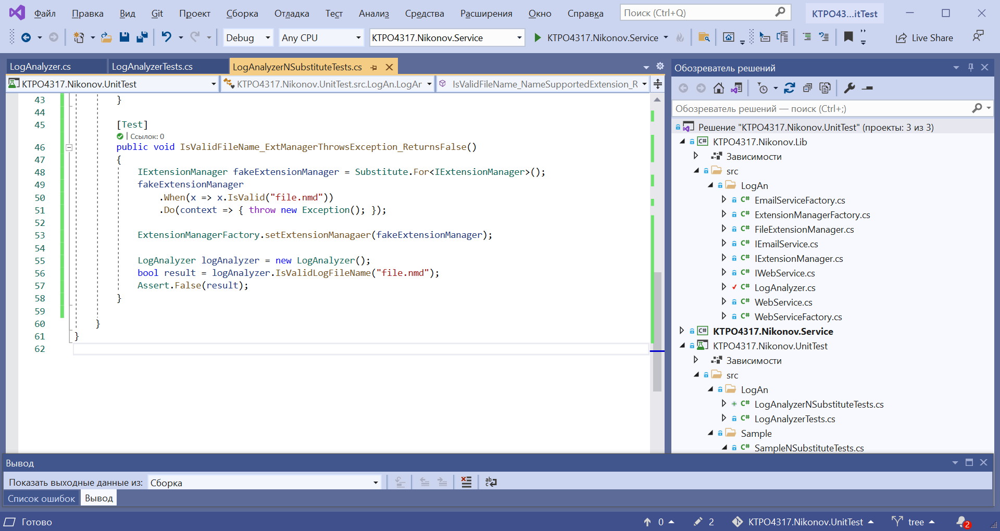 Файл Правка Вид Git Проект Сборка Отладка Тест Анализ Средства Расширения Окно Справка Поиск (Ctrl+Q) KTPO43...itTest
Debug Any CPU KTPO4317.Nikonov.Service KTPO4317.Nikonov.Service Live Share
LogAnalyzer.cs LogAnalyzerTests.cs LogAnalyzerNSubstituteTests.cs
KTPO4317.Nikonov.UnitTest KTPO4317.Nikonov.UnitTest.src.LogAn.LogAr IsValidFileName_NameSupportedExtension_R
43 }
44
45 [Test]
Ссылок: 0
46 public void IsValidFileName_ExtManagerThrowsException_ReturnsFalse()
47 {
48 IExtensionManager fakeExtensionManager = Substitute.For<IExtensionManager>();
49 fakeExtensionManager
50 .When(x => x.IsValid("file.nmd"))
51 .Do(context => { throw new Exception(); });
52
53 ExtensionManagerFactory.setExtensionManagaer(fakeExtensionManager);
54
55 LogAnalyzer logAnalyzer = new LogAnalyzer();
56 bool result = logAnalyzer.IsValidLogFileName("file.nmd");
57 Assert.False(result);
58 }
59
60 }
61 }
62
Обозреватель решений
Обозреватель решений — поиск (Ctrl+;)
Решение "KTPO4317.Nikonov.UnitTest" (проекты: 3 из 3)
C# KTPO4317.Nikonov.Lib
Зависимости
src
LogAn
C# EmailServiceFactory.cs
C# ExtensionManagerFactory.cs
C# FileExtensionManager.cs
C# IEmailService.cs
C# IExtensionManager.cs
C# IWebService.cs
C# LogAnalyzer.cs
C# WebService.cs
C# WebServiceFactory.cs
C# KTPO4317.Nikonov.Service
KTPO4317.Nikonov.UnitTest
Зависимости
src
LogAn
C# LogAnalyzerNSubstituteTests.cs
C# LogAnalyzerTests.cs
Sample
C# SampleNSubstituteTests.cs
Вывод
Показать выходные данные из: Сборка
Список ошибок Вывод
Готово 0 2 KTPO4317.Nikonov.UnitTest tree 2